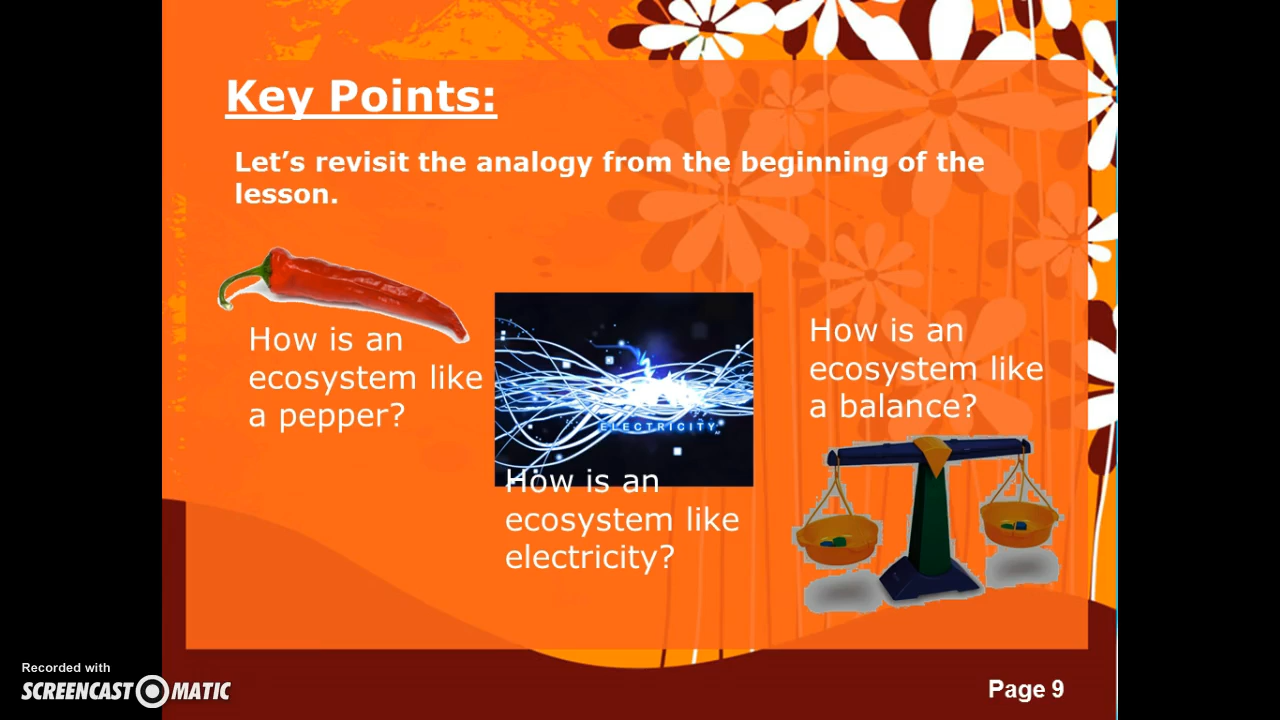 Key Points:
Let’s revisit the analogy from the beginning of the
lesson.
How is an
ecosystem like
a pepper?
ELECTRICITY
How is an
ecosystem like
electricity?
How is an
ecosystem like
a balance?
Recorded with
SCREENCAST MATIC
Page 9